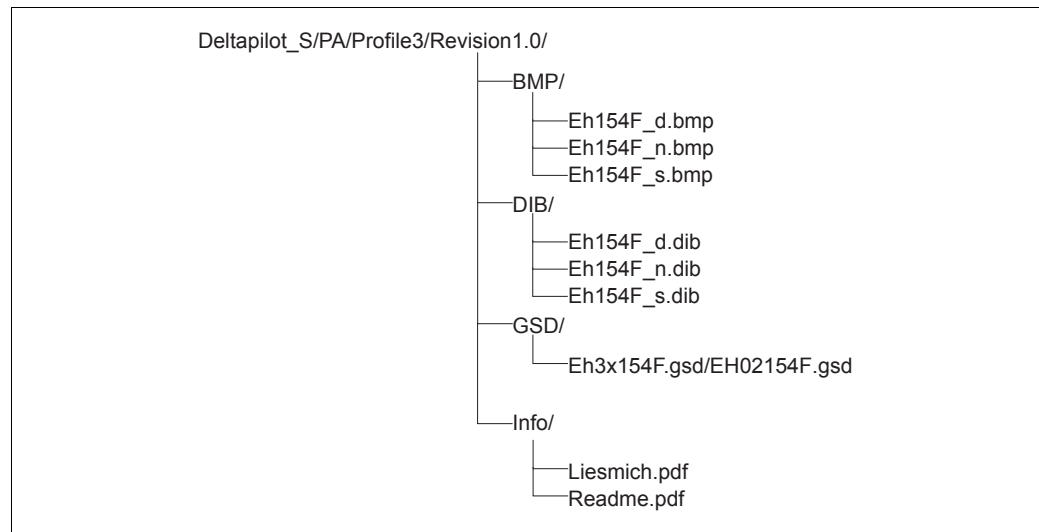 Deltapilot_S/PA/Profile3/Revision1.0/
BMP/
Eh154F_d.bmp
Eh154F_n.bmp
Eh154F_s.bmp
DIB/
Eh154F_d.dib
Eh154F_n.dib
Eh154F_s.dib
GSD/
Eh3x154F.gsd/EH02154F.gsd
Info/
Liesmich.pdf
Readme.pdf